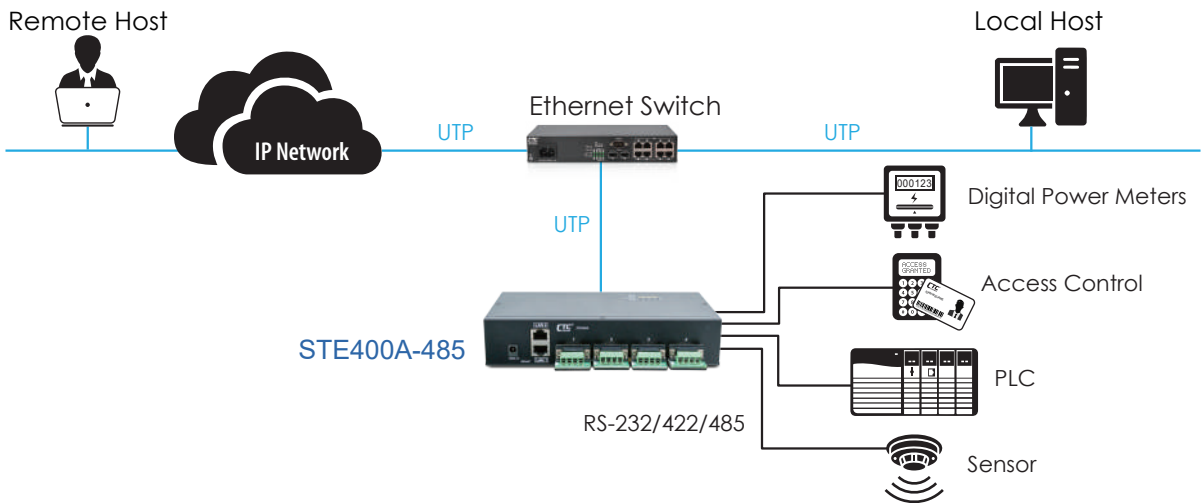 Remote Host
Local Host
Ethernet Switch
UTP
UTP
IP Network
UTP
000123
Digital Power Meters
ACCESS
GRANTED
CTC
Access Control
STE400A-485
CTC
PLC
RS-232/422/485
Sensor